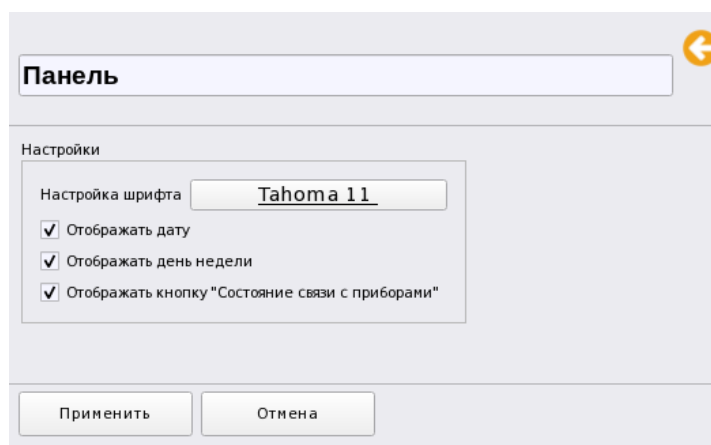 Панель
Настройки
Настройка шрифта Tahoma 11
Отображать дату
Отображать день недели
Отображать кнопку "Состояние связи с приборами"
Применить Отмена